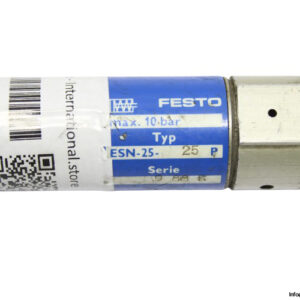 FESTO
max. 10 bar
Typ
ESN-25- 25 P
Serie
-international.store